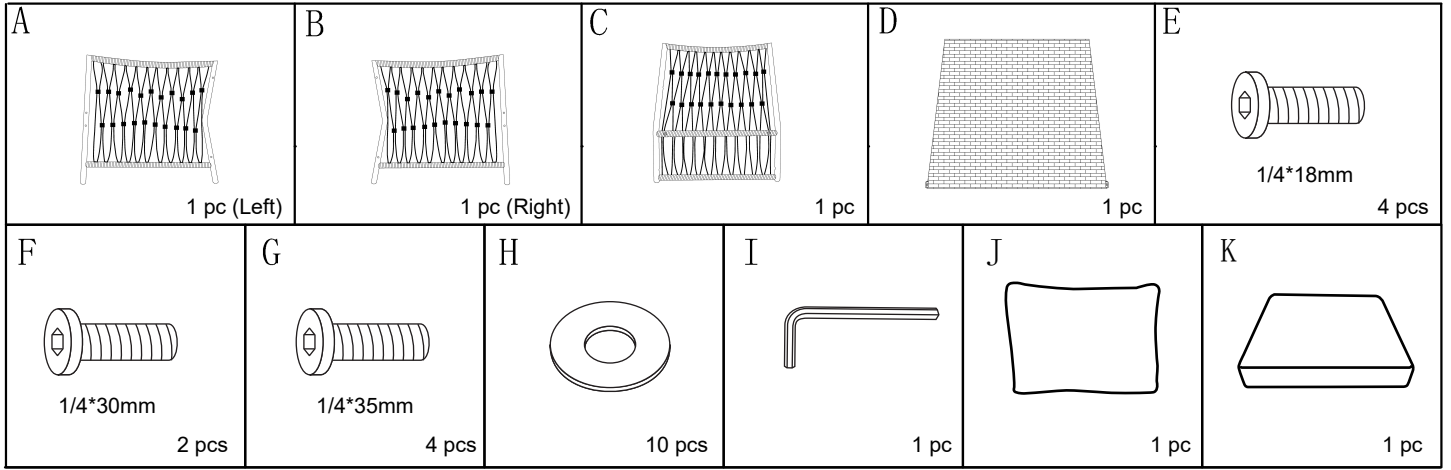 A
1 pc (Left)
B
1 pc (Right)
C
1 pc
D
1 pc
E
1/4*18mm
4 pcs
F
1/4*30mm
2 pcs
G
1/4*35mm
4 pcs
H
10 pcs
I
1 pc
J
1 pc
K
1 pc